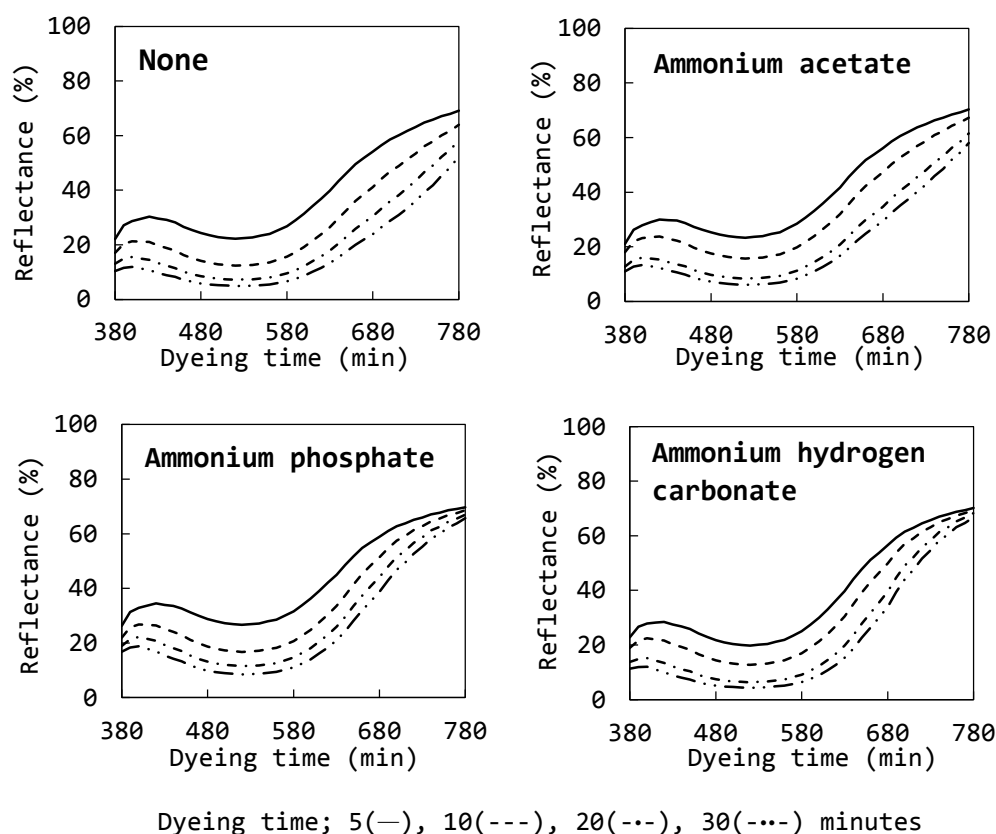 None
Reflectance (%)
100
80
60
40
20
0
380 480 580 680 780
Dyeing time (min)
Ammonium acetate
Reflectance (%)
100
80
60
40
20
0
380 480 580 680 780
Dyeing time (min)
Ammonium phosphate
Reflectance (%)
100
80
60
40
20
0
380 480 580 680 780
Dyeing time (min)
Ammonium hydrogen
carbonate
Reflectance (%)
100
80
60
40
20
0
380 480 580 680 780
Dyeing time (min)
Dyeing time; 5(—), 10(---), 20(-·-), 30(-··-) minutes